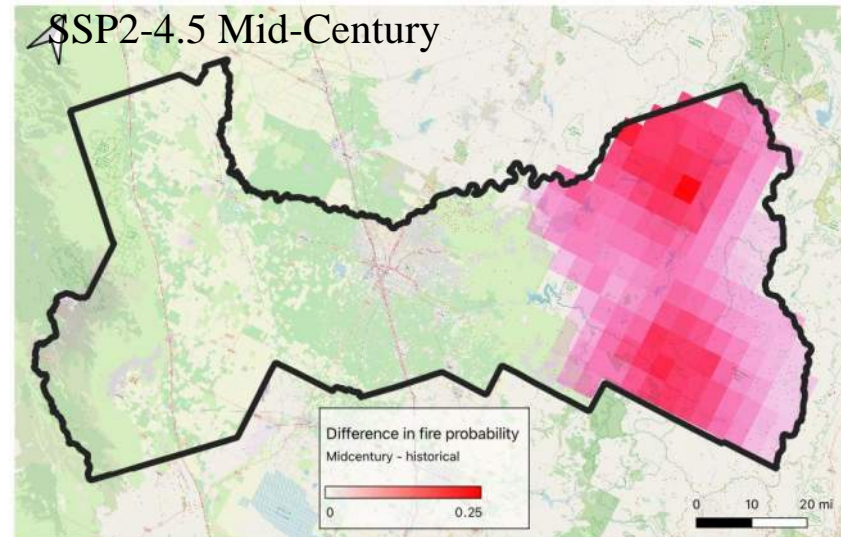 SSP2-4.5 Mid-Century
Difference in fire probability
Midcentury - historical
0 0.25
0 10 20 mi